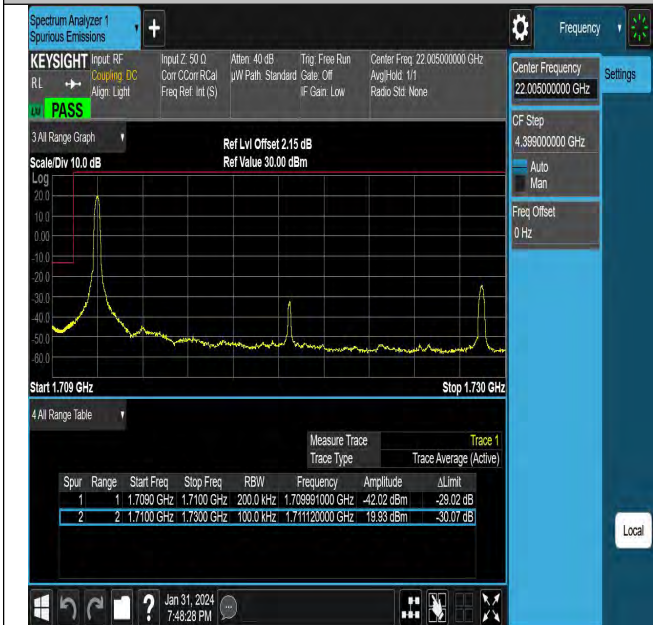 Spectrum Analyzer 1
Spurious Emissions
+
Frequency
KEYSIGHT
RL
Input: RF
Coupling: DC
Align: Light
Input Z: 50 Ω
Corr CCorr RCal
Freq Ref: Int (S)
Atten: 40 dB
µW Path: Standard
Trig: Free Run
Gate: Off
IF Gain: Low
Center Freq: 22.005000000 GHz
Avg|Hold: 1/1
Radio Std: None
PASS
Center Frequency
22.005000000 GHz
Settings
CF Step
4.399000000 GHz
Auto
Man
Freq Offset
0 Hz
3 All Range Graph
Scale/Div 10.0 dB
Ref Lvl Offset 2.15 dB
Ref Value 30.00 dBm
Log
20.0
10.0
0.00
-10.0
-20.0
-30.0
-40.0
-50.0
-60.0
Start 1.709 GHz
Stop 1.730 GHz
4 All Range Table
Measure Trace Trace 1
Trace Type Trace Average (Active)
Spur Range Start Freq Stop Freq RBW Frequency Amplitude ΔLimit
1 1 1.7090 GHz 1.7100 GHz 200.0 kHz 1.709991000 GHz -42.02 dBm -29.02 dB
2 2 1.7100 GHz 1.7300 GHz 100.0 kHz 1.711120000 GHz 19.93 dBm -30.07 dB
Local
?
Jan 31, 2024
7:48:28 PM